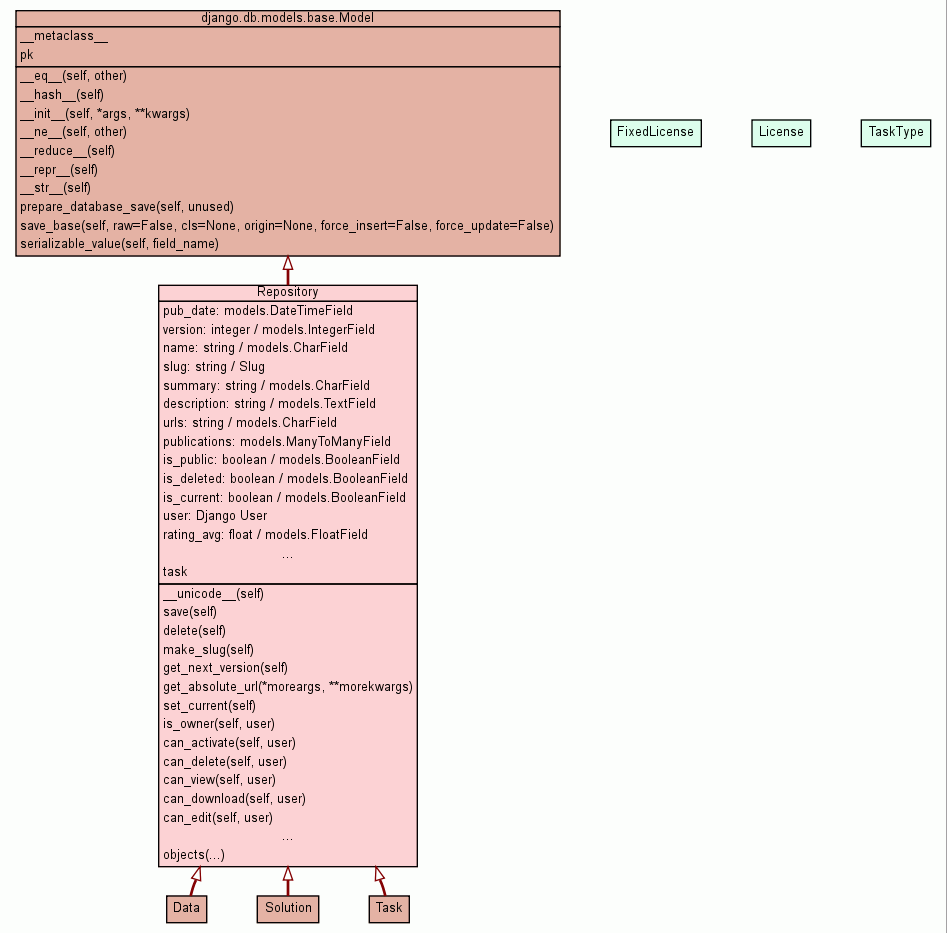 django.db.models.base.Model
__metaclass__
pk
__eq__(self, other)
__hash__(self)
__init__(self, *args, **kwargs)
__ne__(self, other)
__reduce__(self)
__repr__(self)
__str__(self)
prepare_database_save(self, unused)
save_base(self, raw=False, cls=None, origin=None, force_insert=False, force_update=False)
serializable_value(self, field_name)
FixedLicense
License
TaskType
Repository
pub_date: models.DateTimeField
version: integer / models.IntegerField
name: string / models.CharField
slug: string / Slug
summary: string / models.CharField
description: string / models.TextField
urls: string / models.CharField
publications: models.ManyToManyField
is_public: boolean / models.BooleanField
is_deleted: boolean / models.BooleanField
is_current: boolean / models.BooleanField
user: Django User
rating_avg: float / models.FloatField
...
task
__unicode__(self)
save(self)
delete(self)
make_slug(self)
get_next_version(self)
get_absolute_url(*moreargs, **morekwargs)
set_current(self)
is_owner(self, user)
can_activate(self, user)
can_delete(self, user)
can_view(self, user)
can_download(self, user)
can_edit(self, user)
...
objects(...)
Data
Solution
Task